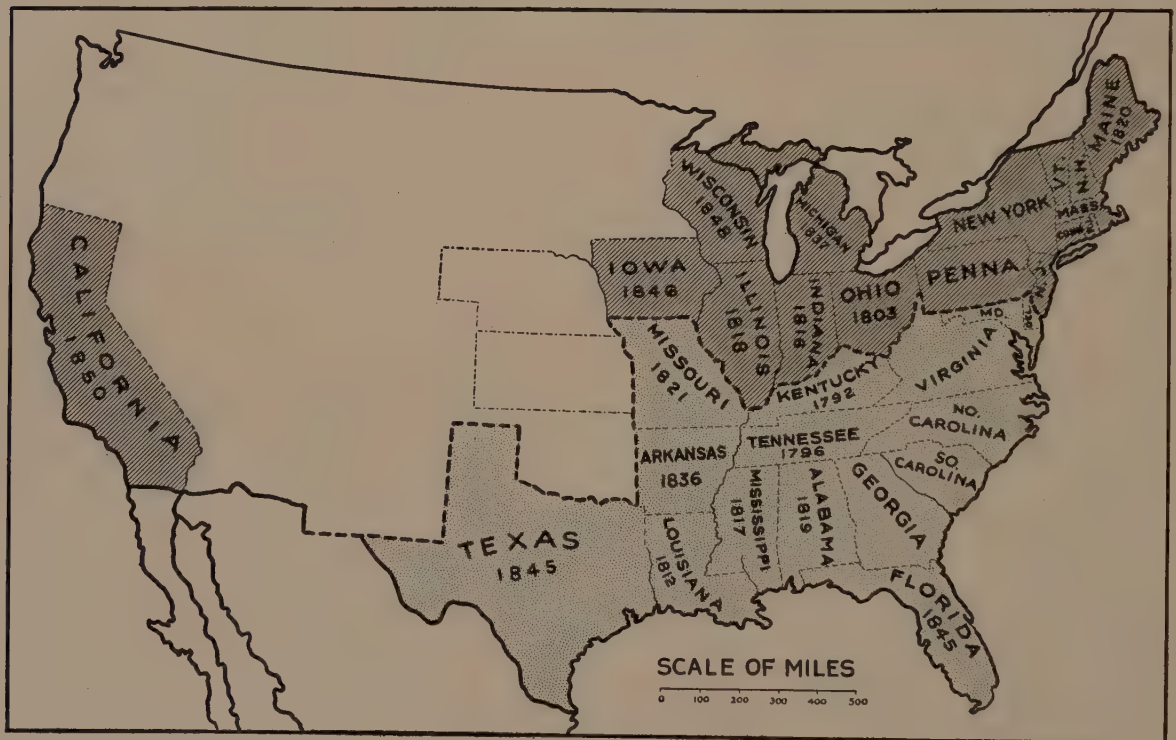 MAINE
1820
VT.
N.H.
MASS.
CONN.
R.I.
NEW YORK
PENNA
N.J.
MD.
DEL.
WISCONSIN
1848
MICHIGAN
1837
IOWA
1846
ILLINOIS
1818
INDIANA
1816
OHIO
1803
CALIFORNIA
1850
MISSOURI
1821
KENTUCKY
1792
VIRGINIA
TENNESSEE
1796
NO.
CAROLINA
SO.
CAROLINA
ARKANSAS
1836
MISSISSIPPI
1817
ALABAMA
1819
GEORGIA
TEXAS
1845
LOUISIANA
1812
FLORIDA
1845
SCALE OF MILES
0 100 200 300 400 500